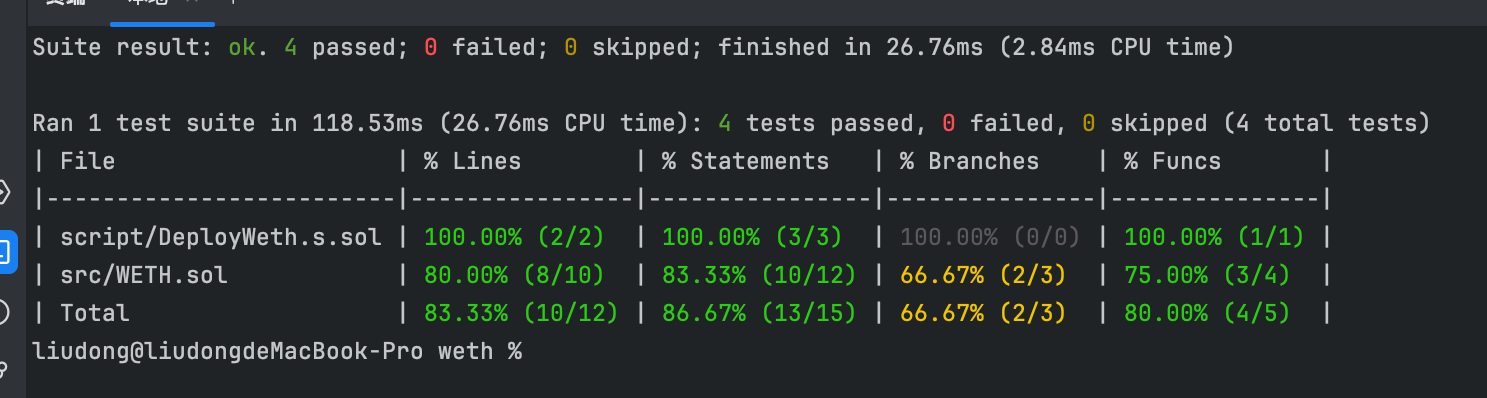 Suite result: ok. 4 passed; 0 failed; 0 skipped; finished in 26.76ms (2.84ms CPU time)
Ran 1 test suite in 118.53ms (26.76ms CPU time): 4 tests passed, 0 failed, 0 skipped (4 total tests)
| File | % Lines | % Statements | % Branches | % Funcs |
|-------------------------|----------------|----------------|---------------|---------------|
| script/DeployWeth.s.sol | 100.00% (2/2) | 100.00% (3/3) | 100.00% (0/0) | 100.00% (1/1) |
| src/WETH.sol | 80.00% (8/10) | 83.33% (10/12) | 66.67% (2/3) | 75.00% (3/4) |
| Total | 83.33% (10/12) | 86.67% (13/15) | 66.67% (2/3) | 80.00% (4/5) |
liudong@liudongdeMacBook-Pro weth %